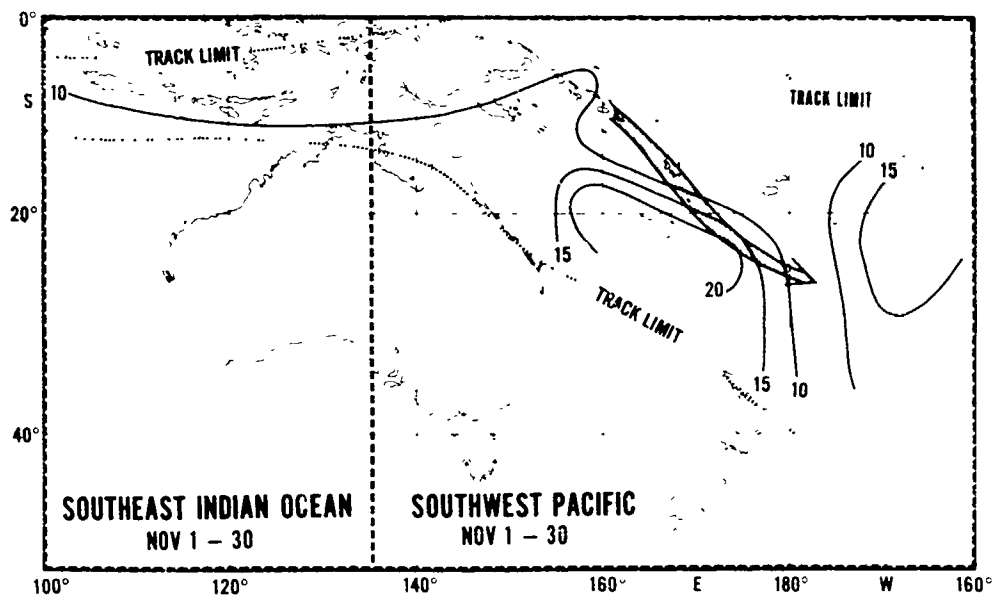 0°
TRACK LIMIT
10
S
TRACK LIMIT
10
15
20°
15
20
TRACK LIMIT
15
10
40°
SOUTHEAST INDIAN OCEAN
NOV 1 – 30
SOUTHWEST PACIFIC
NOV 1 – 30
100°
120°
140°
160°
E
180°
W
160°